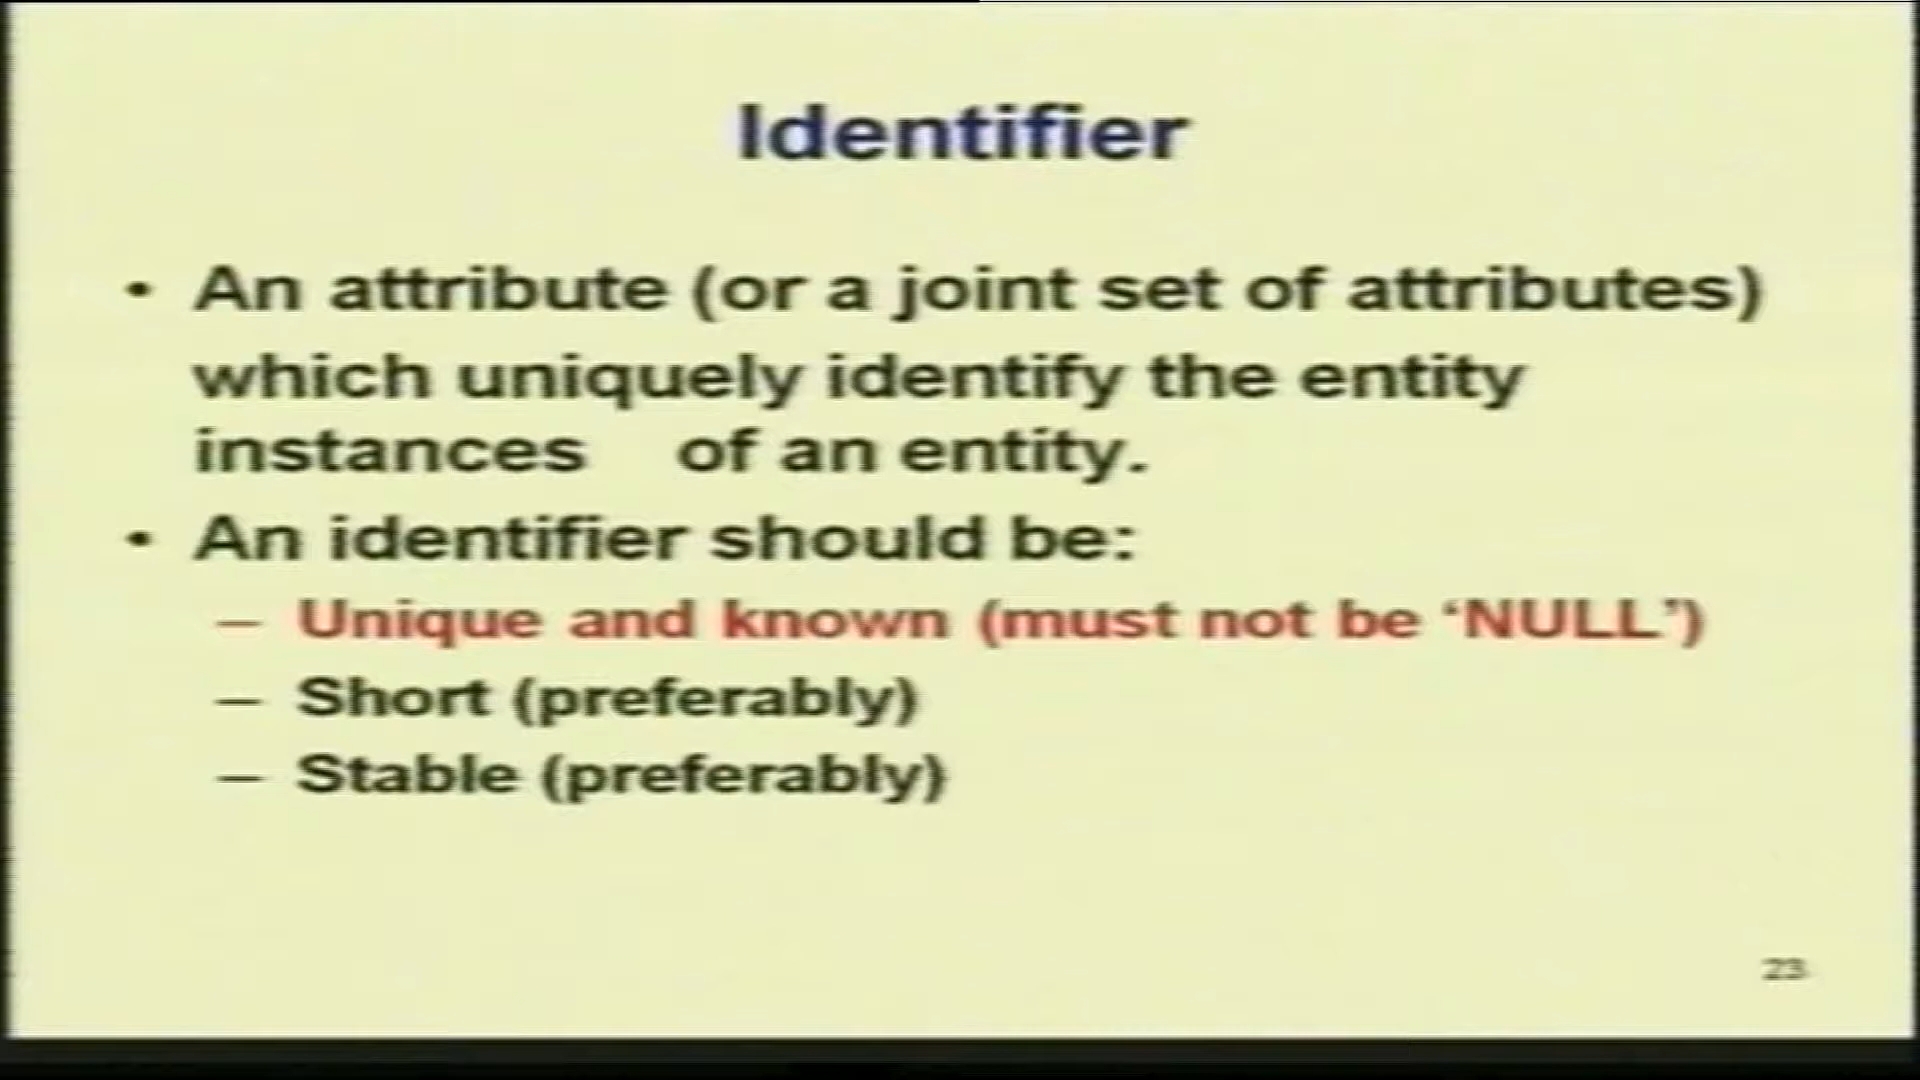 Identifier
• An attribute (or a joint set of attributes)
which uniquely identify the entity
instances of an entity.
• An identifier should be:
– Unique and known (must not be ‘NULL’)
– Short (preferably)
– Stable (preferably)
23